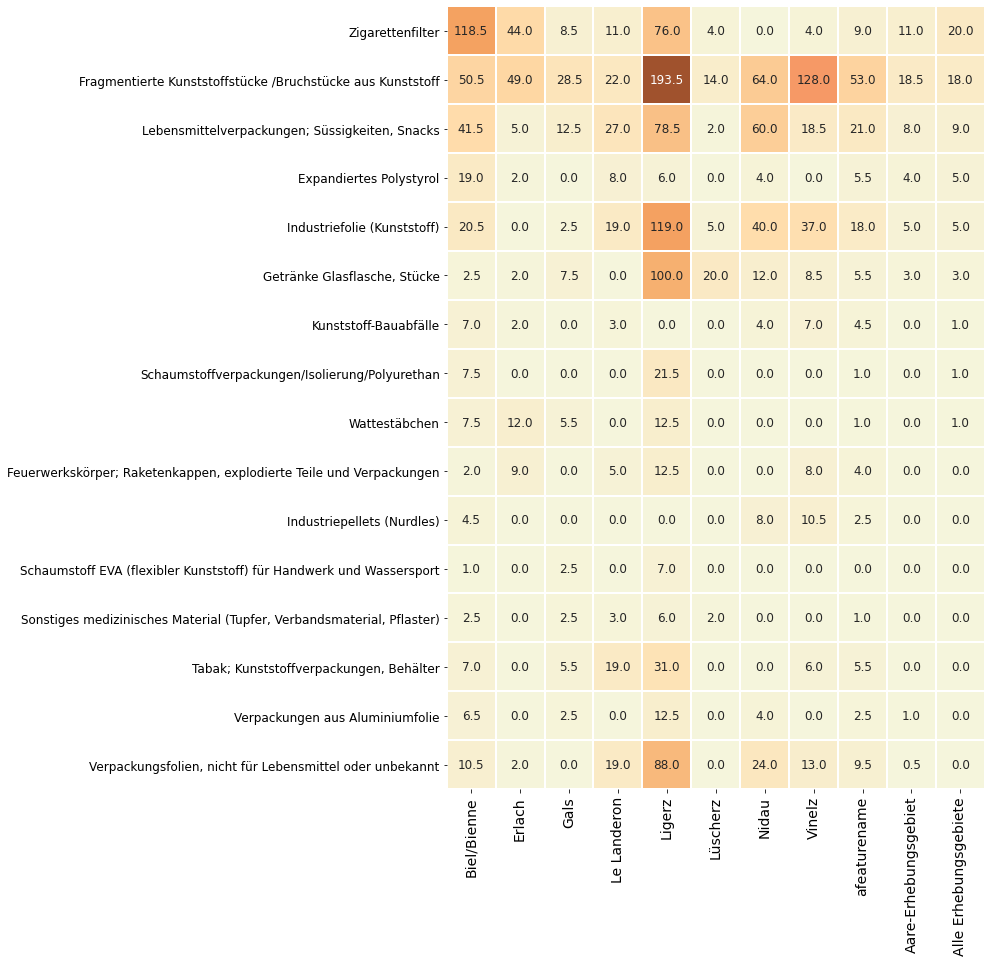 Zigarettenfilter 118.5 44.0 8.5 11.0 76.0 4.0 0.0 4.0 9.0 11.0 20.0
Fragmentierte Kunststoffstücke /Bruchstücke aus Kunststoff 50.5 49.0 28.5 22.0 193.5 14.0 64.0 128.0 53.0 18.5 18.0
Lebensmittelverpackungen; Süssigkeiten, Snacks 41.5 5.0 12.5 27.0 78.5 2.0 60.0 18.5 21.0 8.0 9.0
Expandiertes Polystyrol 19.0 2.0 0.0 8.0 6.0 0.0 4.0 0.0 5.5 4.0 5.0
Industriefolie (Kunststoff) 20.5 0.0 2.5 19.0 119.0 5.0 40.0 37.0 18.0 5.0 5.0
Getränke Glasflasche, Stücke 2.5 2.0 7.5 0.0 100.0 20.0 12.0 8.5 5.5 3.0 3.0
Kunststoff-Bauabfälle 7.0 2.0 0.0 3.0 0.0 0.0 4.0 7.0 4.5 0.0 1.0
Schaumstoffverpackungen/Isolierung/Polyurethan 7.5 0.0 0.0 0.0 21.5 0.0 0.0 0.0 1.0 0.0 1.0
Wattestäbchen 7.5 12.0 5.5 0.0 12.5 0.0 0.0 0.0 1.0 0.0 1.0
Feuerwerkskörper; Raketenkappen, explodierte Teile und Verpackungen 2.0 9.0 0.0 5.0 12.5 0.0 0.0 8.0 4.0 0.0 0.0
Industriepellets (Nurdles) 4.5 0.0 0.0 0.0 0.0 0.0 8.0 10.5 2.5 0.0 0.0
Schaumstoff EVA (flexibler Kunststoff) für Handwerk und Wassersport 1.0 0.0 2.5 0.0 7.0 0.0 0.0 0.0 0.0 0.0 0.0
Sonstiges medizinisches Material (Tupfer, Verbandsmaterial, Pflaster) 2.5 0.0 2.5 3.0 6.0 2.0 0.0 0.0 1.0 0.0 0.0
Tabak; Kunststoffverpackungen, Behälter 7.0 0.0 5.5 19.0 31.0 0.0 0.0 6.0 5.5 0.0 0.0
Verpackungen aus Aluminiumfolie 6.5 0.0 2.5 0.0 12.5 0.0 4.0 0.0 2.5 1.0 0.0
Verpackungsfolien, nicht für Lebensmittel oder unbekannt 10.5 2.0 0.0 19.0 88.0 0.0 24.0 13.0 9.5 0.5 0.0
Biel/Bienne
Erlach
Gals
Le Landeron
Ligerz
Lüscherz
Nidau
Vinelz
afeaturename
Aare-Erhebungsgebiet
Alle Erhebungsgebiete